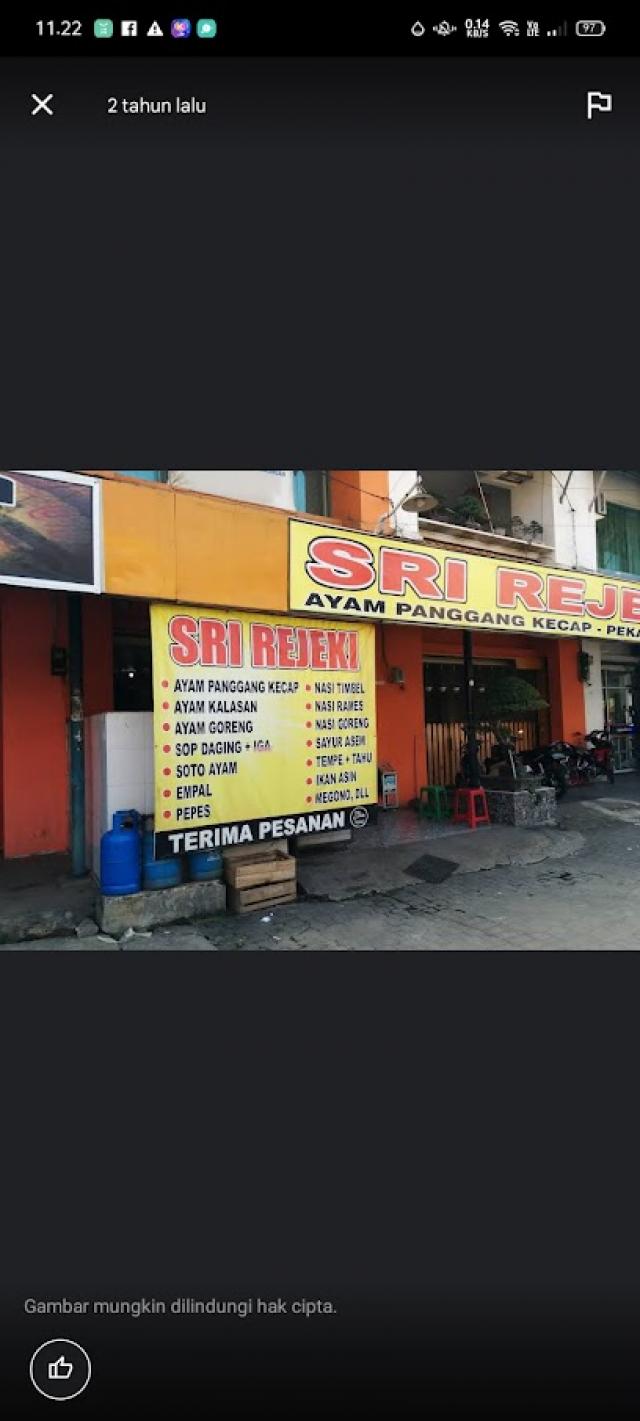 11.22
0.14 KB/S
97
2 tahun lalu
SRI REJE
AYAM PANGGANG KECAP - PEKA
SRI REJEKI
AYAM PANGGANG KECAP
AYAM KALASAN
AYAM GORENG
SOP DAGING + IGA
SOTO AYAM
EMPAL
PEPES
NASI TIMBEL
NASI RAMES
NASI GORENG
SAYUR ASEM
TEMPE + TAHU
IKAN ASIN
MEGONO, DLL
TERIMA PESANAN
Gambar mungkin dilindungi hak cipta.